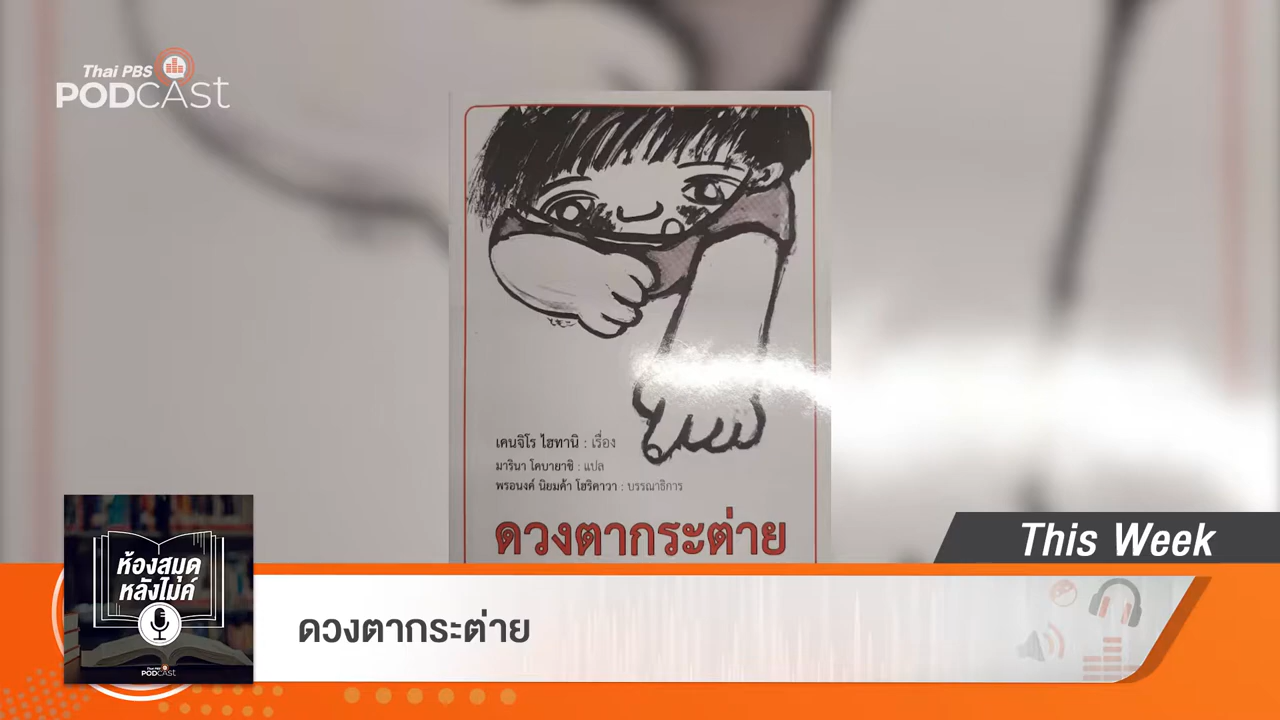 Thai PBS
PODCAST
เคนจิโร ไฮทานิ : เรื่อง
มารินา โคบายาชิ : แปล
พรอนงค์ นิยมค้า โฮริคาวา : บรรณาธิการ
ดวงตากระต่าย
This Week
ห้องสมุด
หลังไมค์
Thai PBS
PODCAST
ดวงตากระต่าย